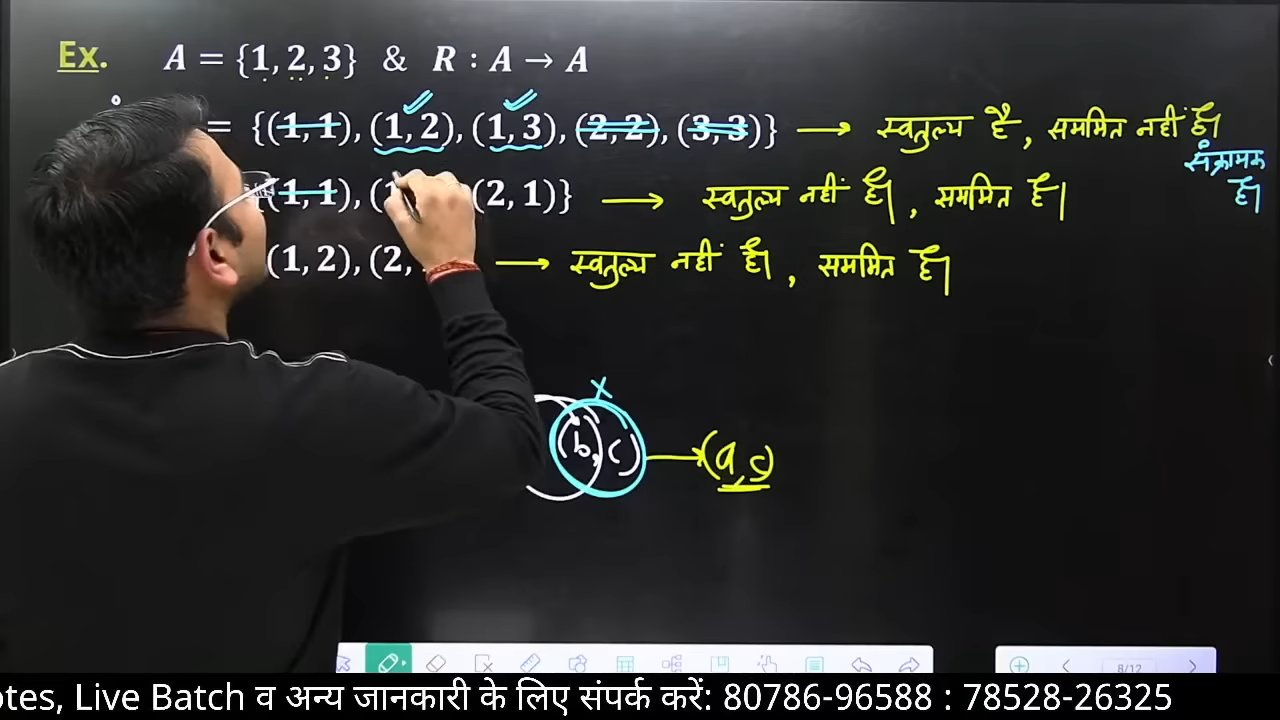 Ex. A = {1, 2, 3} & R : A → A
= {(1, 1), (1, 2), (1, 3), (2, 2), (3, 3)} → स्वतुल्य है, सममित नहीं है।
संक्रामक है।
(1, 1), (2, 1)} → स्वतुल्य नहीं है।, सममित है।
(1, 2), (2, → स्वतुल्य नहीं है।, सममित है।
x
(b, c) → (a, c)
8/12
otes, Live Batch व अन्य जानकारी के लिए संपर्क करें: 80786-96588 : 78528-26325